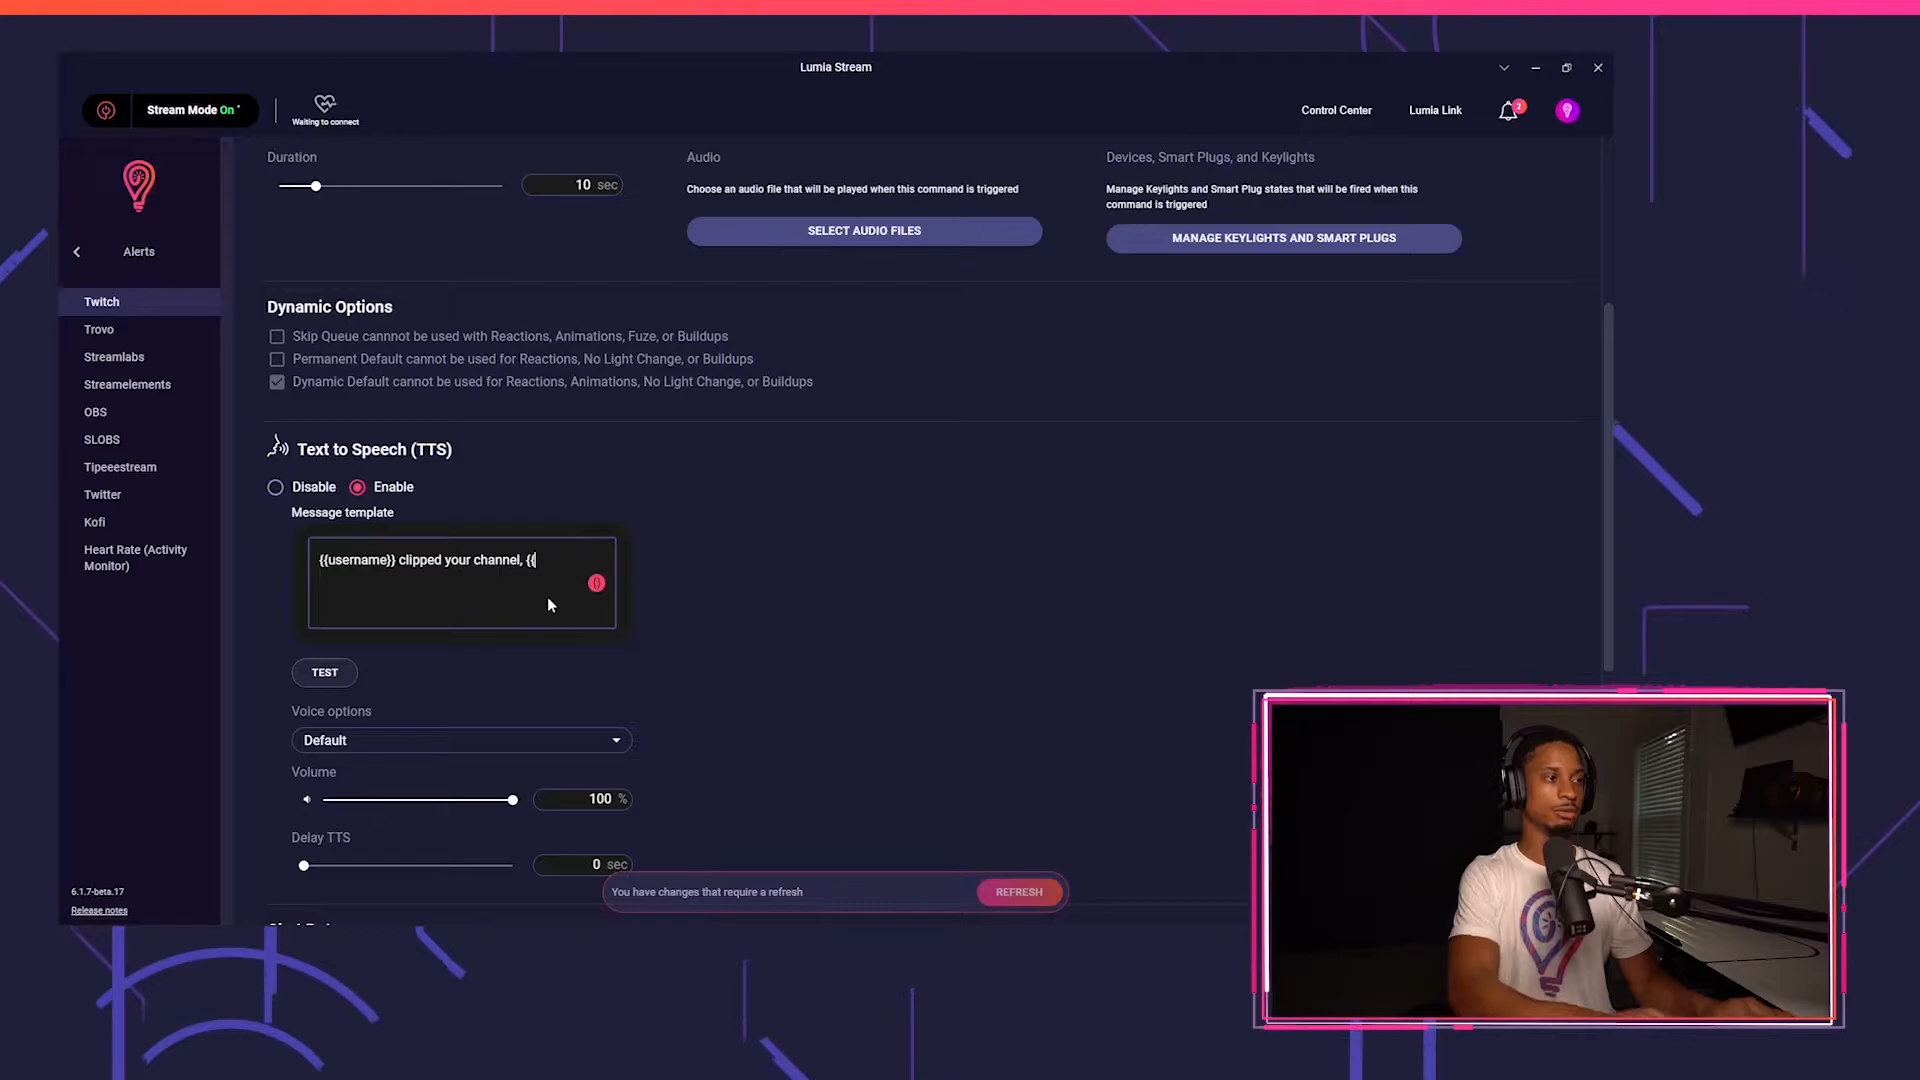 Lumia Stream
Stream Mode On
Waiting to connect
Control Center
Lumia Link
2
Alerts
Twitch
Trovo
Streamlabs
Streamelements
OBS
SLOBS
Tipeeestream
Twitter
Kofi
Heart Rate (Activity
Monitor)
6.1.7-beta.17
Release notes
Duration
10 sec
Audio
Choose an audio file that will be played when this command is triggered
SELECT AUDIO FILES
Devices, Smart Plugs, and Keylights
Manage Keylights and Smart Plug states that will be fired when this
command is triggered
MANAGE KEYLIGHTS AND SMART PLUGS
Dynamic Options
Skip Queue cannnot be used with Reactions, Animations, Fuze, or Buildups
Permanent Default cannot be used for Reactions, No Light Change, or Buildups
Dynamic Default cannot be used for Reactions, Animations, No Light Change, or Buildups
Text to Speech (TTS)
Disable
Enable
Message template
{{username}} clipped your channel, {{
{}
TEST
Voice options
Default
Volume
100 %
Delay TTS
0 sec
You have changes that require a refresh
REFRESH